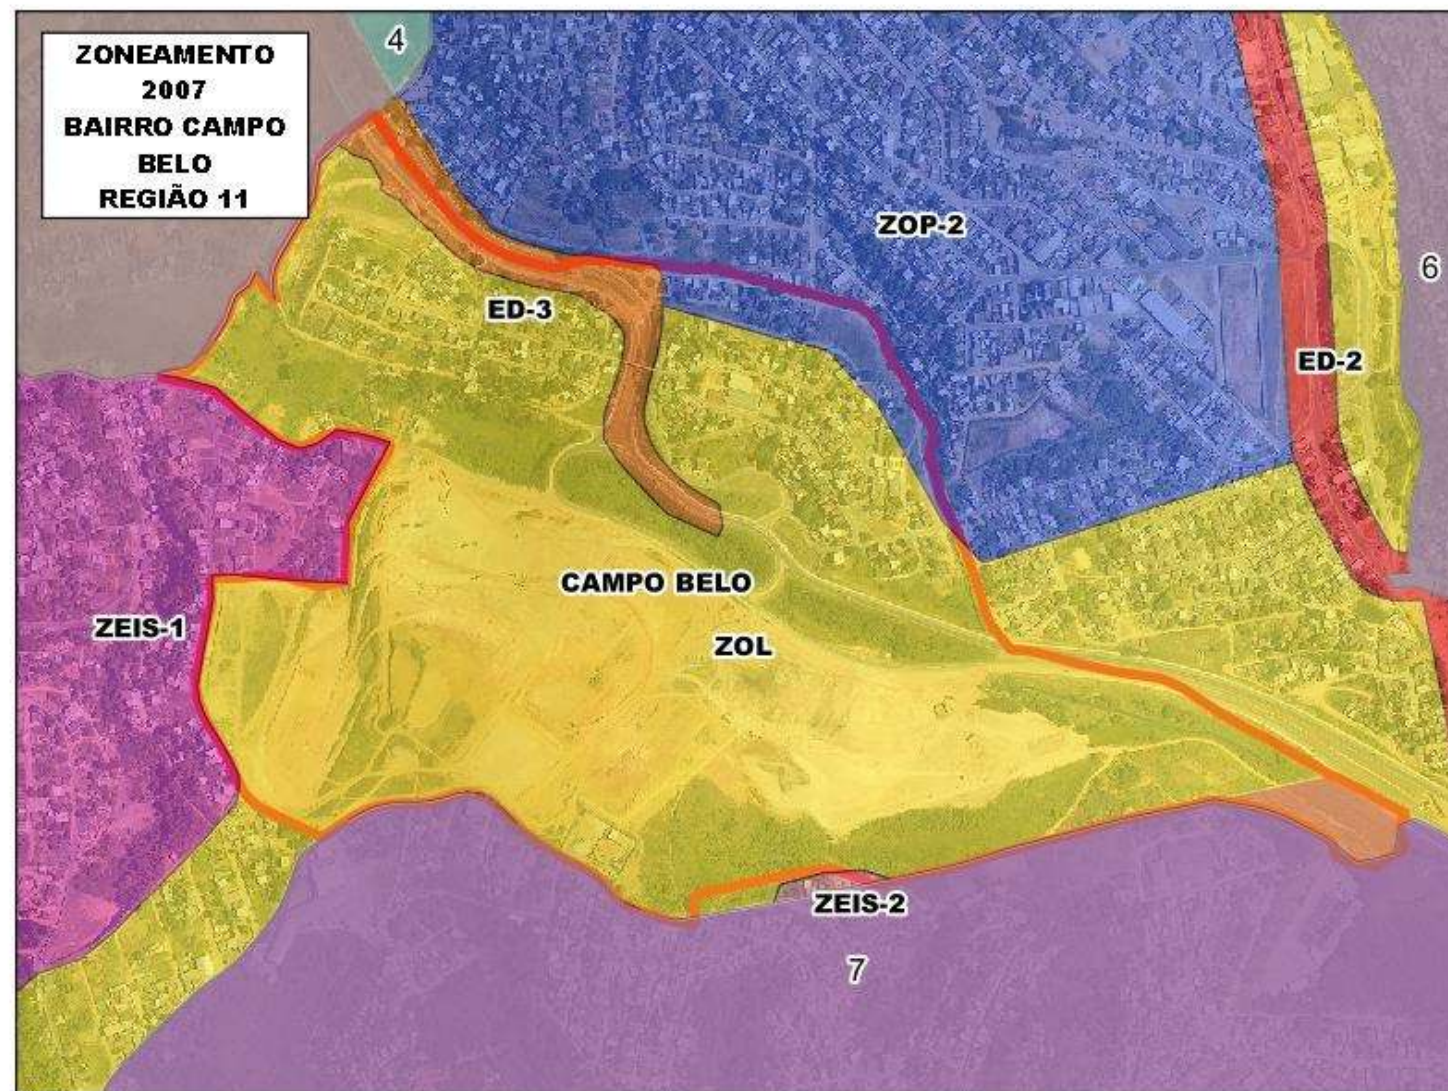 ZONEAMENTO
2007
BAIRRO CAMPO
BELO
REGIÃO 11
4
ZOP-2
6
ED-3
ED-2
CAMPO BELO
ZEIS-1
ZOL
ZEIS-2
7